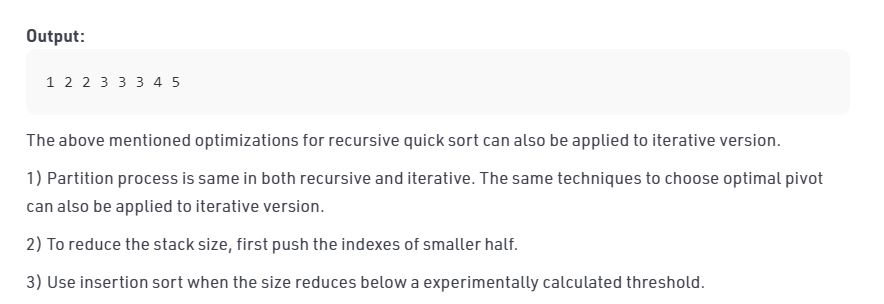 Output:
1 2 2 3 3 3 4 5
The above mentioned optimizations for recursive quick sort can also be applied to iterative version.
1) Partition process is same in both recursive and iterative. The same techniques to choose optimal pivot
can also be applied to iterative version.
2) To reduce the stack size, first push the indexes of smaller half.
3) Use insertion sort when the size reduces below a experimentally calculated threshold.